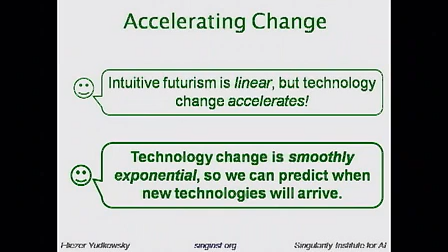 Accelerating Change
Intuitive futurism is linear, but technology
change accelerates!
Technology change is smoothly
exponential, so we can predict when
new technologies will arrive.
Eliezer Yudkowsky
singinst.org
Singularity Institute for AI